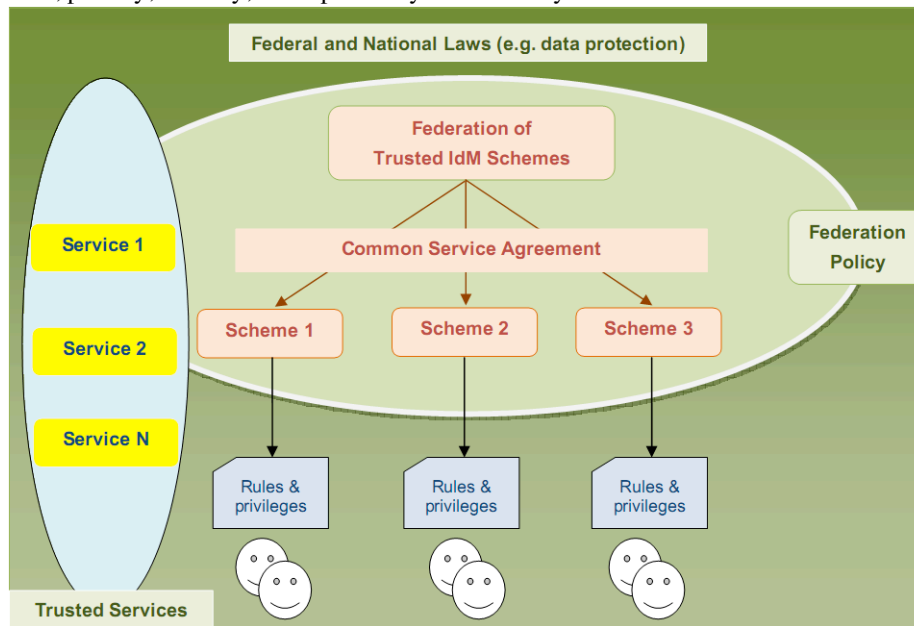 Federal and National Laws (e.g. data protection)
Federation of
Trusted IdM Schemes
Common Service Agreement
Federation
Policy
Service 1
Service 2
Service N
Scheme 1
Scheme 2
Scheme 3
Rules &
privileges
Rules &
privileges
Rules &
privileges
Trusted Services